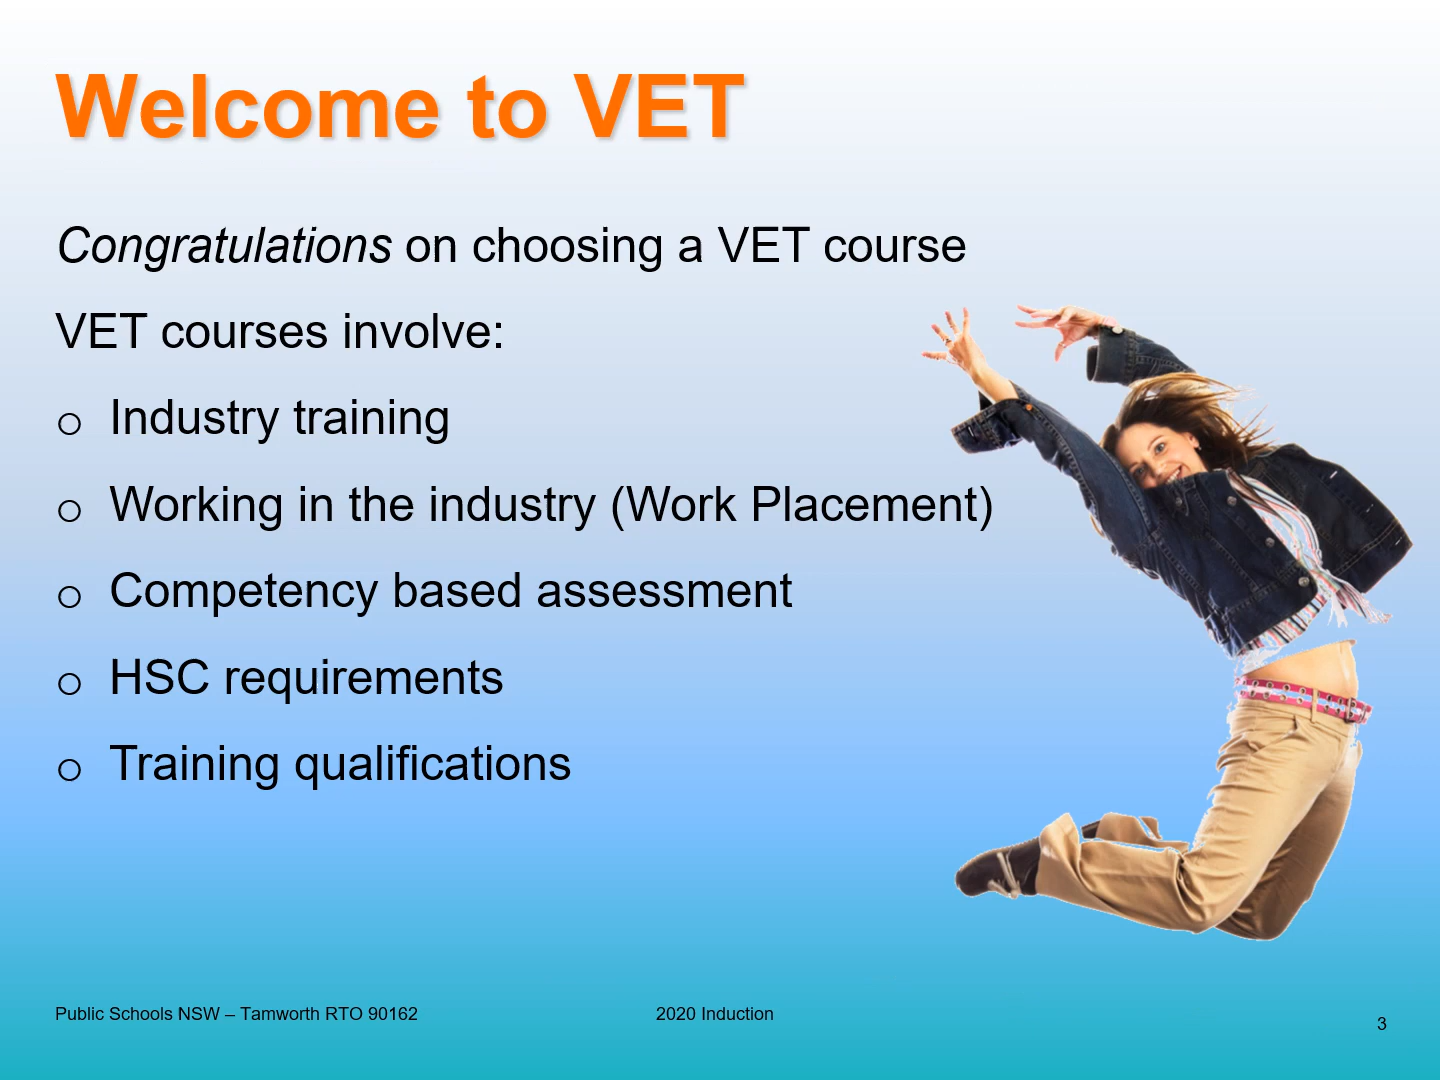 Welcome to VET
Congratulations on choosing a VET course
VET courses involve:
o Industry training
o Working in the industry (Work Placement)
o Competency based assessment
o HSC requirements
o Training qualifications
Public Schools NSW – Tamworth RTO 90162
2020 Induction
3